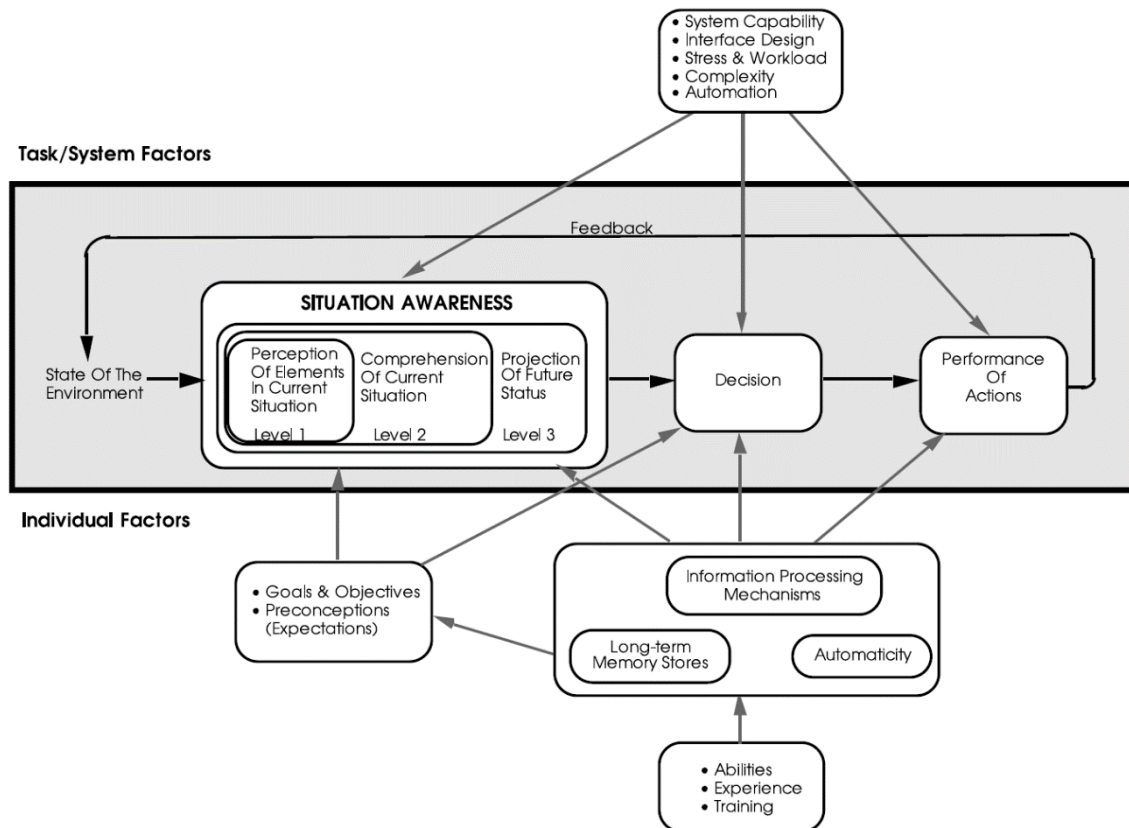 • System Capability
• Interface Design
• Stress & Workload
• Complexity
• Automation
Task/System Factors
Feedback
SITUATION AWARENESS
Perception
Of Elements
In Current
Situation
Level 1
Comprehension
Of Current
Situation
Level 2
Projection
Of Future
Status
Level 3
State Of The
Environment
Decision
Performance
Of
Actions
Individual Factors
• Goals & Objectives
• Preconceptions
(Expectations)
Information Processing
Mechanisms
Long-term
Memory Stores
Automaticity
• Abilities
• Experience
• Training